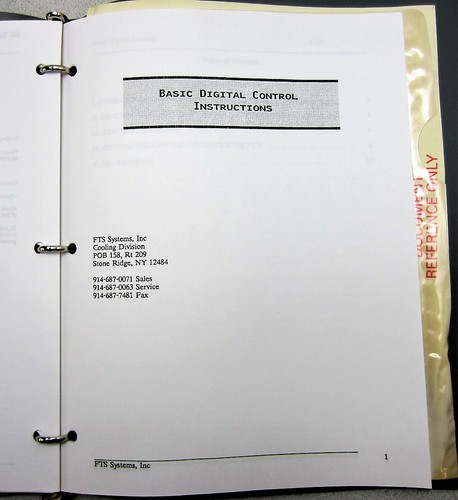 BASIC DIGITAL CONTROL
INSTRUCTIONS
FTS Systems, Inc
Cooling Division
POB 158, Rt 209
Stone Ridge, NY 12484
914-687-0071 Sales
914-687-0063 Service
914-687-7481 Fax
FTS Systems, Inc
1
DOCUMENT
REFERENCE ONLY